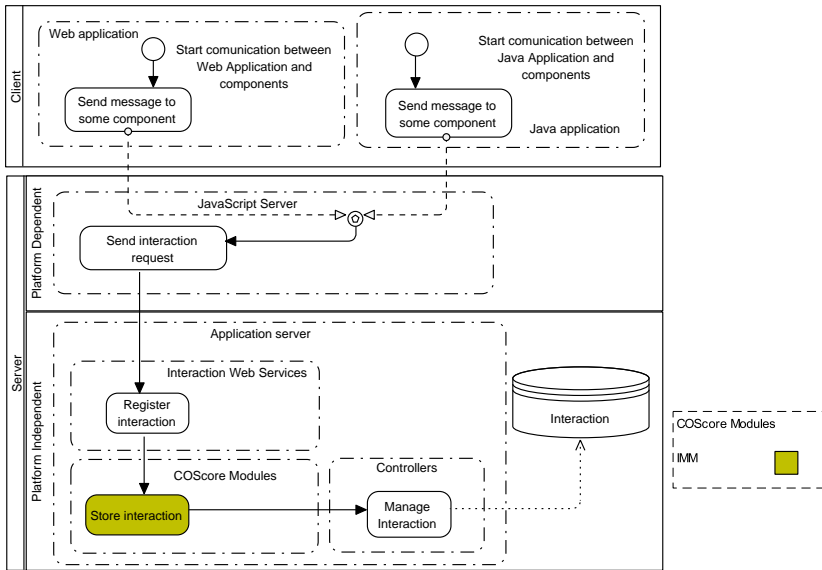 Client
Web application
Start comunication between
Web Application and
components
Send message to
some component
Start comunication between
Java Application and
components
Send message to
some component
Java application
Server
Platform Dependent
JavaScript Server
Send interaction
request
Platform Independent
Application server
Interaction Web Services
Register
interaction
COScore Modules
Store interaction
Controllers
Manage
Interaction
Interaction
COScore Modules
IMM